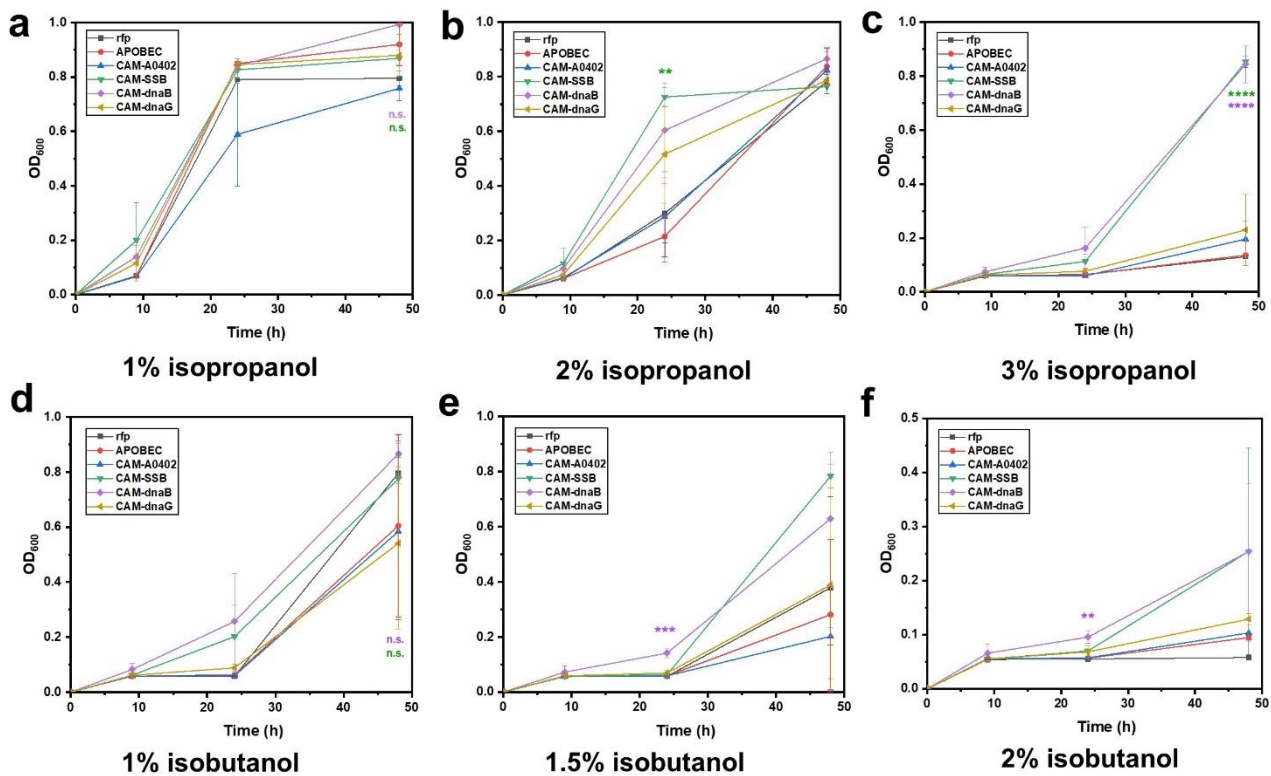 a
1.0
0.8
0.6
0.4
0.2
0.0
OD600
rfp
APOBEC
CAM-A0402
CAM-SSB
CAM-dnaB
CAM-dnaG
n.s.
n.s.
0 10 20 30 40 50
Time (h)
1% isopropanol
b
1.0
0.8
0.6
0.4
0.2
0.0
OD600
rfp
APOBEC
CAM-A0402
CAM-SSB
CAM-dnaB
CAM-dnaG
**
0 10 20 30 40 50
Time (h)
2% isopropanol
c
1.0
0.8
0.6
0.4
0.2
0.0
OD600
rfp
APOBEC
CAM-A0402
CAM-SSB
CAM-dnaB
CAM-dnaG
****
****
0 10 20 30 40 50
Time (h)
3% isopropanol
d
1.0
0.8
0.6
0.4
0.2
0.0
OD600
rfp
APOBEC
CAM-A0402
CAM-SSB
CAM-dnaB
CAM-dnaG
n.s.
n.s.
0 10 20 30 40 50
Time (h)
1% isobutanol
e
1.0
0.8
0.6
0.4
0.2
0.0
OD600
rfp
APOBEC
CAM-A0402
CAM-SSB
CAM-dnaB
CAM-dnaG
***
0 10 20 30 40 50
Time (h)
1.5% isobutanol
f
0.5
0.4
0.3
0.2
0.1
0.0
OD600
rfp
APOBEC
CAM-A0402
CAM-SSB
CAM-dnaB
CAM-dnaG
**
0 10 20 30 40 50
Time (h)
2% isobutanol